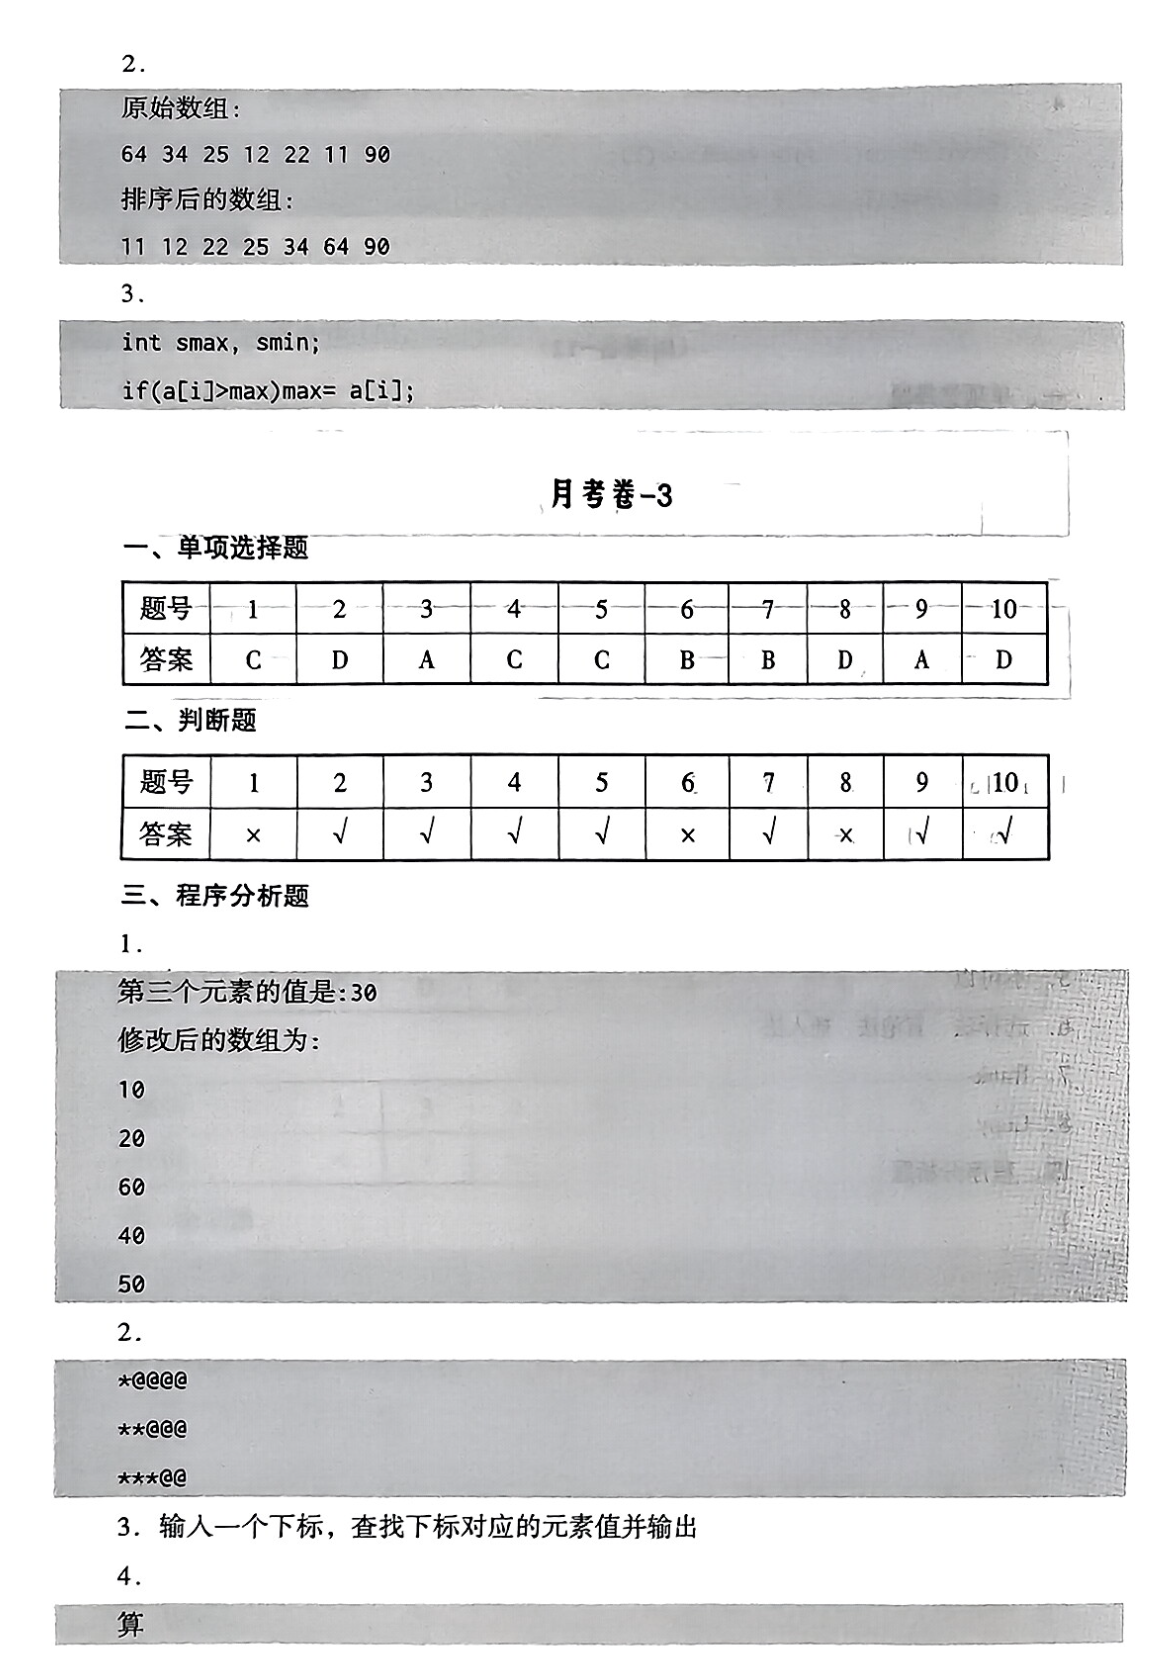 2.
原始数组:
64 34 25 12 22 11 90
排序后的数组:
11 12 22 25 34 64 90
3.
int smax, smin;
if(a[i]>max)max= a[i];
月考卷-3
一、单项选择题
题号 1 2 3 4 5 6 7 8 9 10
答案 C D A C C B B D A D
二、判断题
题号 1 2 3 4 5 6 7 8 9 10
答案 × √ √ √ √ × √ × √ √
三、程序分析题
1.
第三个元素的值是:30
修改后的数组为:
10
20
60
40
50
2.
*@@@@
**@@@
***@@
3. 输入一个下标，查找下标对应的元素值并输出
4.
算